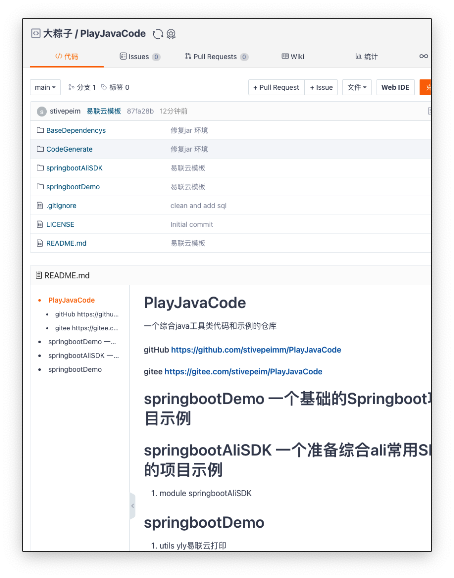 大粽子 / PlayJavaCode
代码
Issues 0
Pull Requests 0
Wiki
统计
main
分支 1
标签 0
+ Pull Request
+ Issue
文件
Web IDE
stivepeim 易联云模板 871a28b 12分钟前
BaseDependencys 修复jar 环境
CodeGenerate 修复jar 环境
springbootAliSDK 易联云模板
springbootDemo 易联云模板
.gitignore clean and add sql
LICENSE Initial commit
README.md 易联云模板
README.md
PlayJavaCode
gitHub https://githu...
gitee https://gitee.c...
springbootDemo 一...
springbootAliSDK 一...
springbootDemo
PlayJavaCode
一个综合java工具类代码和示例的仓库
gitHub https://github.com/stivepeimm/PlayJavaCode
gitee https://gitee.com/stivepeim/PlayJavaCode
springbootDemo 一个基础的Springboot
目示例
springbootAliSDK 一个准备综合ali常用
的项目示例
1. module springbootAliSDK
springbootDemo
1. utils yly易联云打印